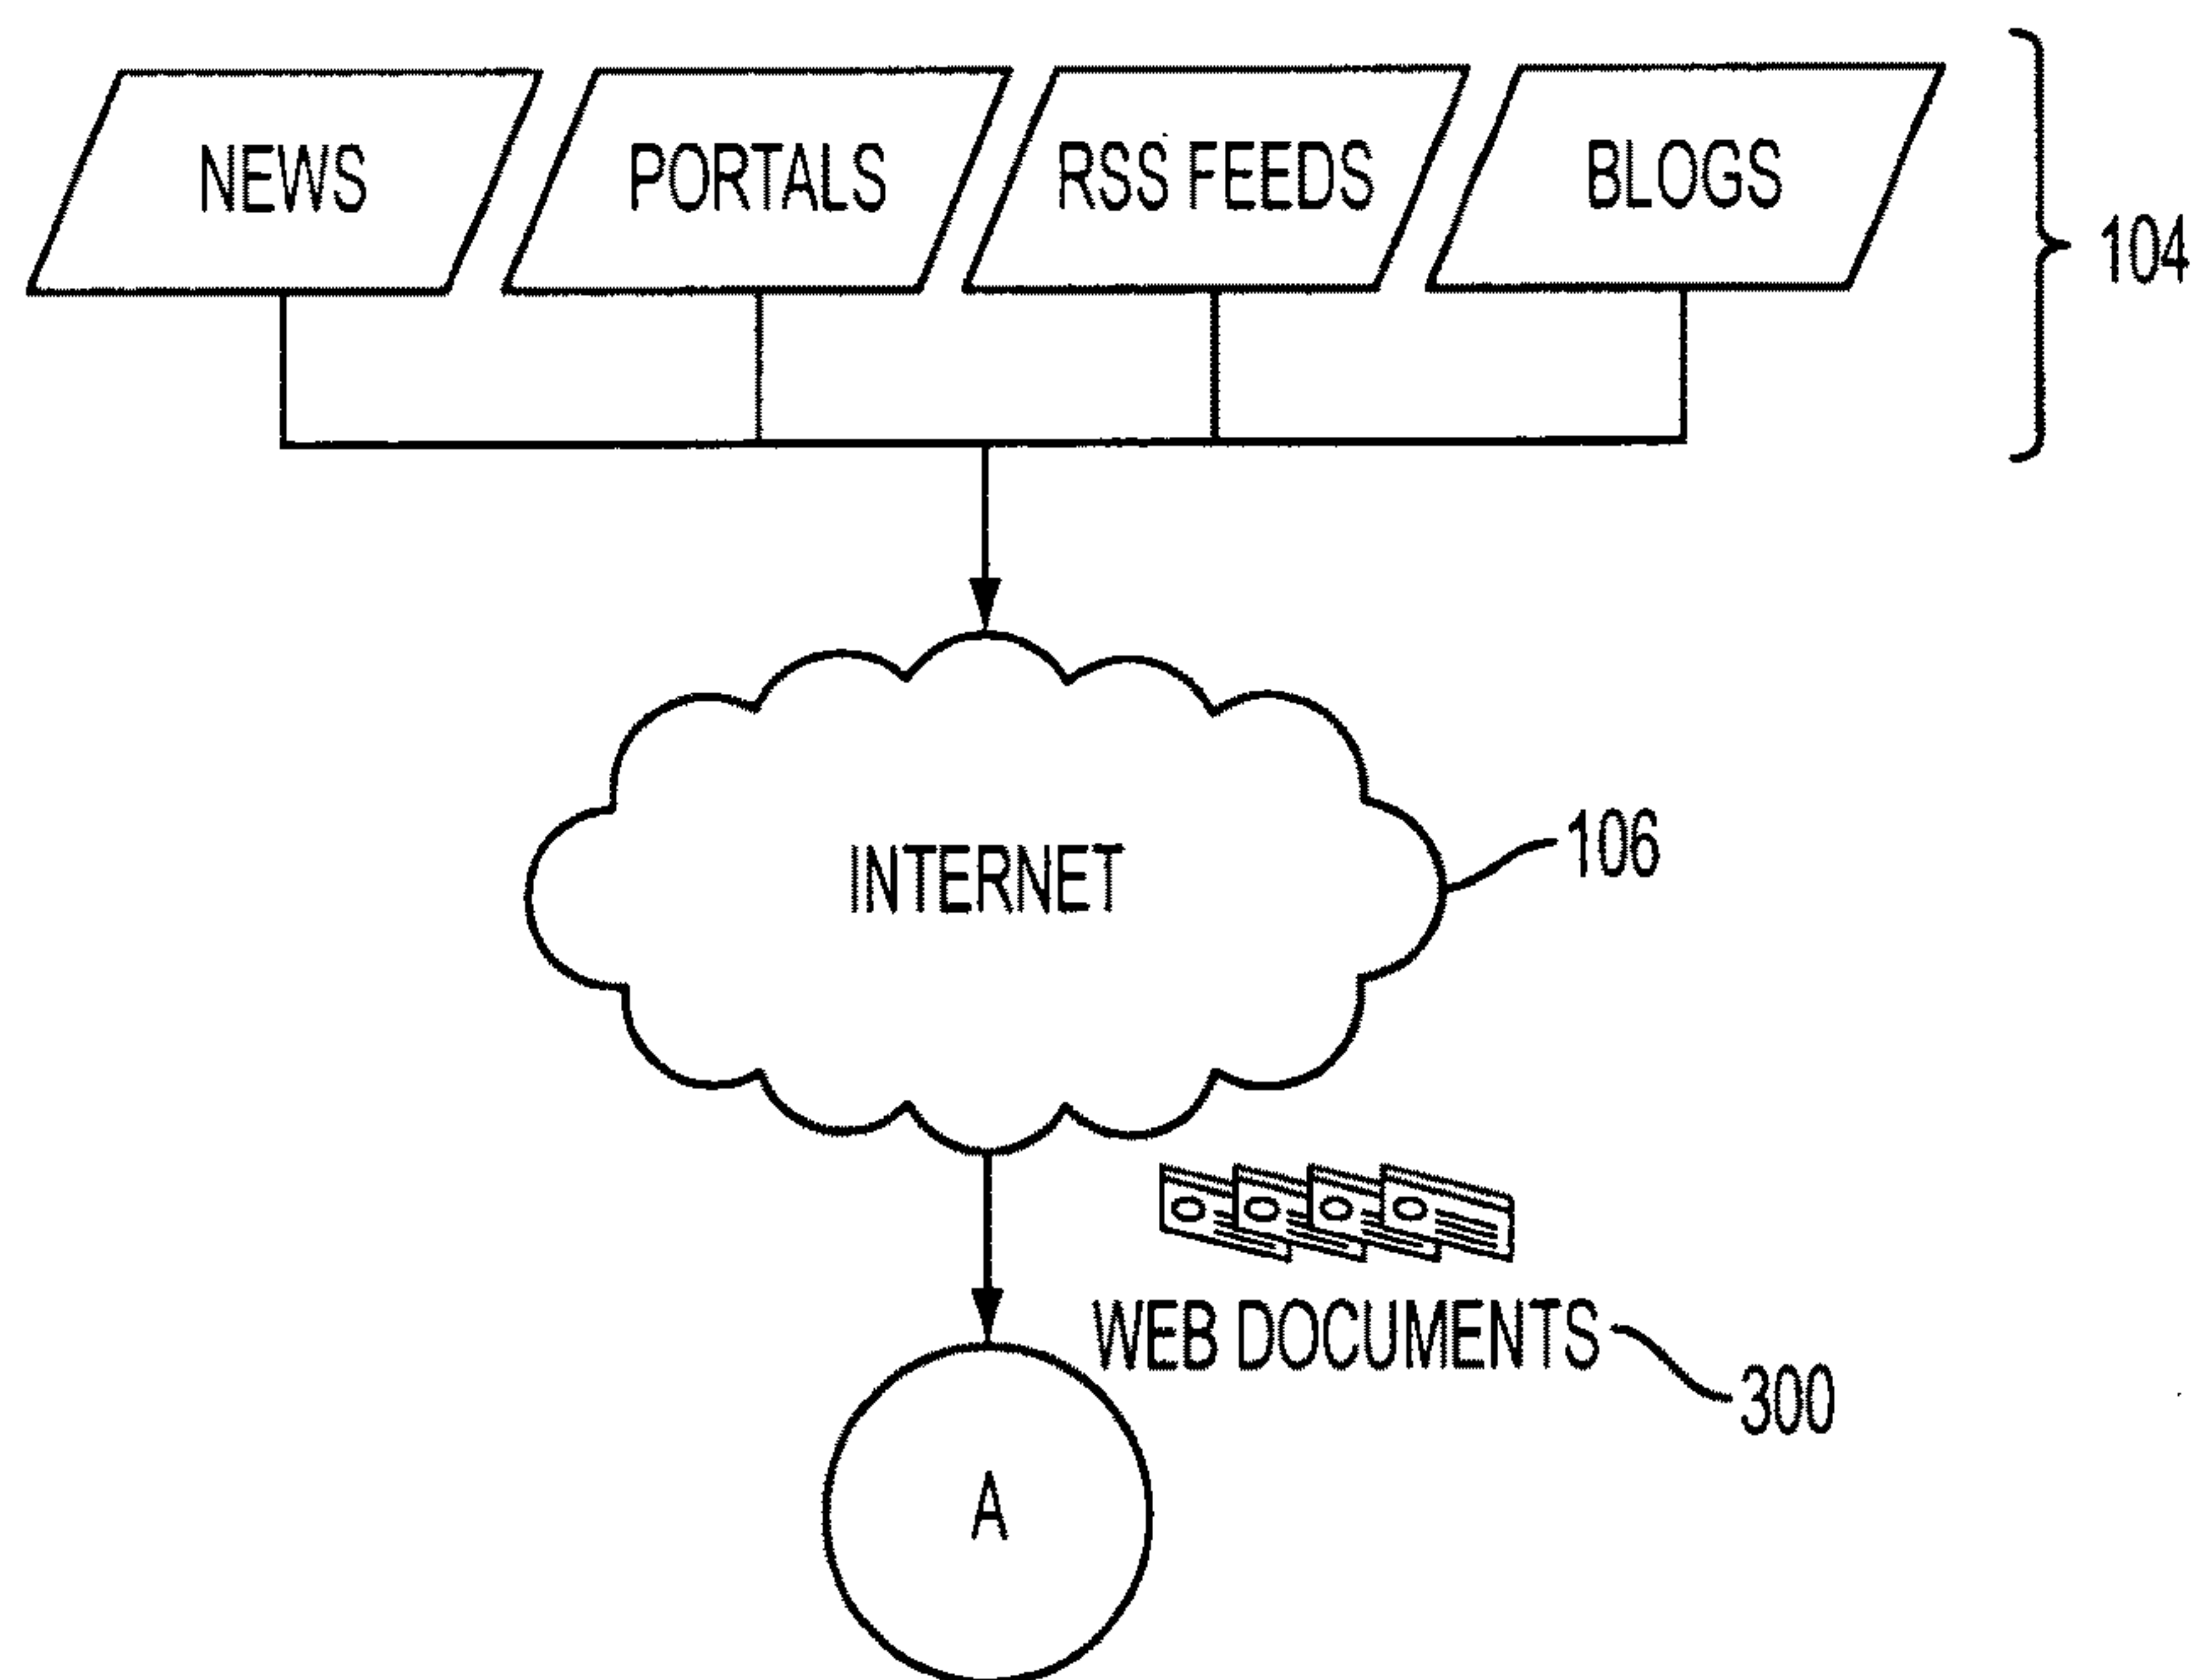 NEWS
PORTALS
RSS FEEDS
BLOGS
104
INTERNET
106
WEB DOCUMENTS
300
A